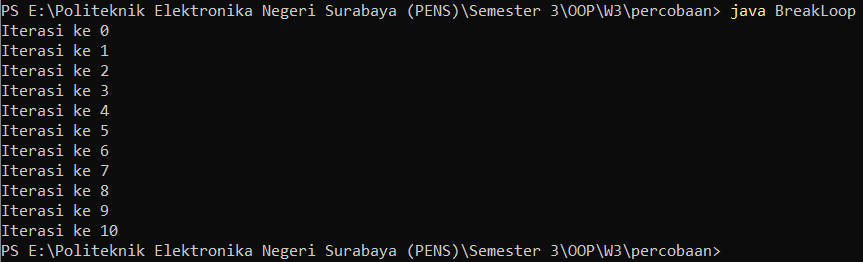 PS E:\Politeknik Elektronika Negeri Surabaya (PENS)\Semester 3\OOP\W3\percobaan> java BreakLoop
Iterasi ke 0
Iterasi ke 1
Iterasi ke 2
Iterasi ke 3
Iterasi ke 4
Iterasi ke 5
Iterasi ke 6
Iterasi ke 7
Iterasi ke 8
Iterasi ke 9
Iterasi ke 10
PS E:\Politeknik Elektronika Negeri Surabaya (PENS)\Semester 3\OOP\W3\percobaan>